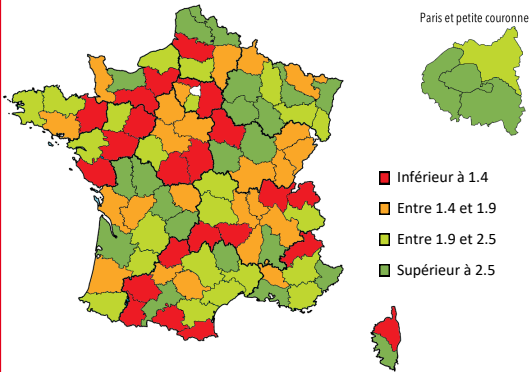 Paris et petite couronne
Inférieur à 1.4
Entre 1.4 et 1.9
Entre 1.9 et 2.5
Supérieur à 2.5